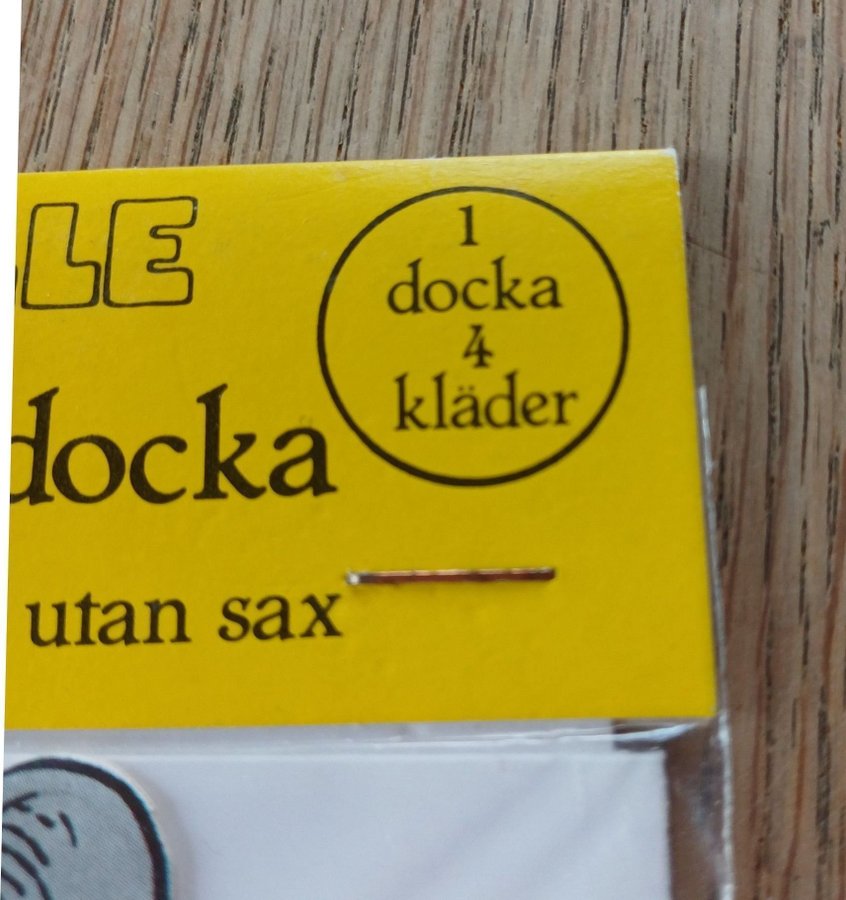 LE
1
docka
4
kläder
docka
utan sax